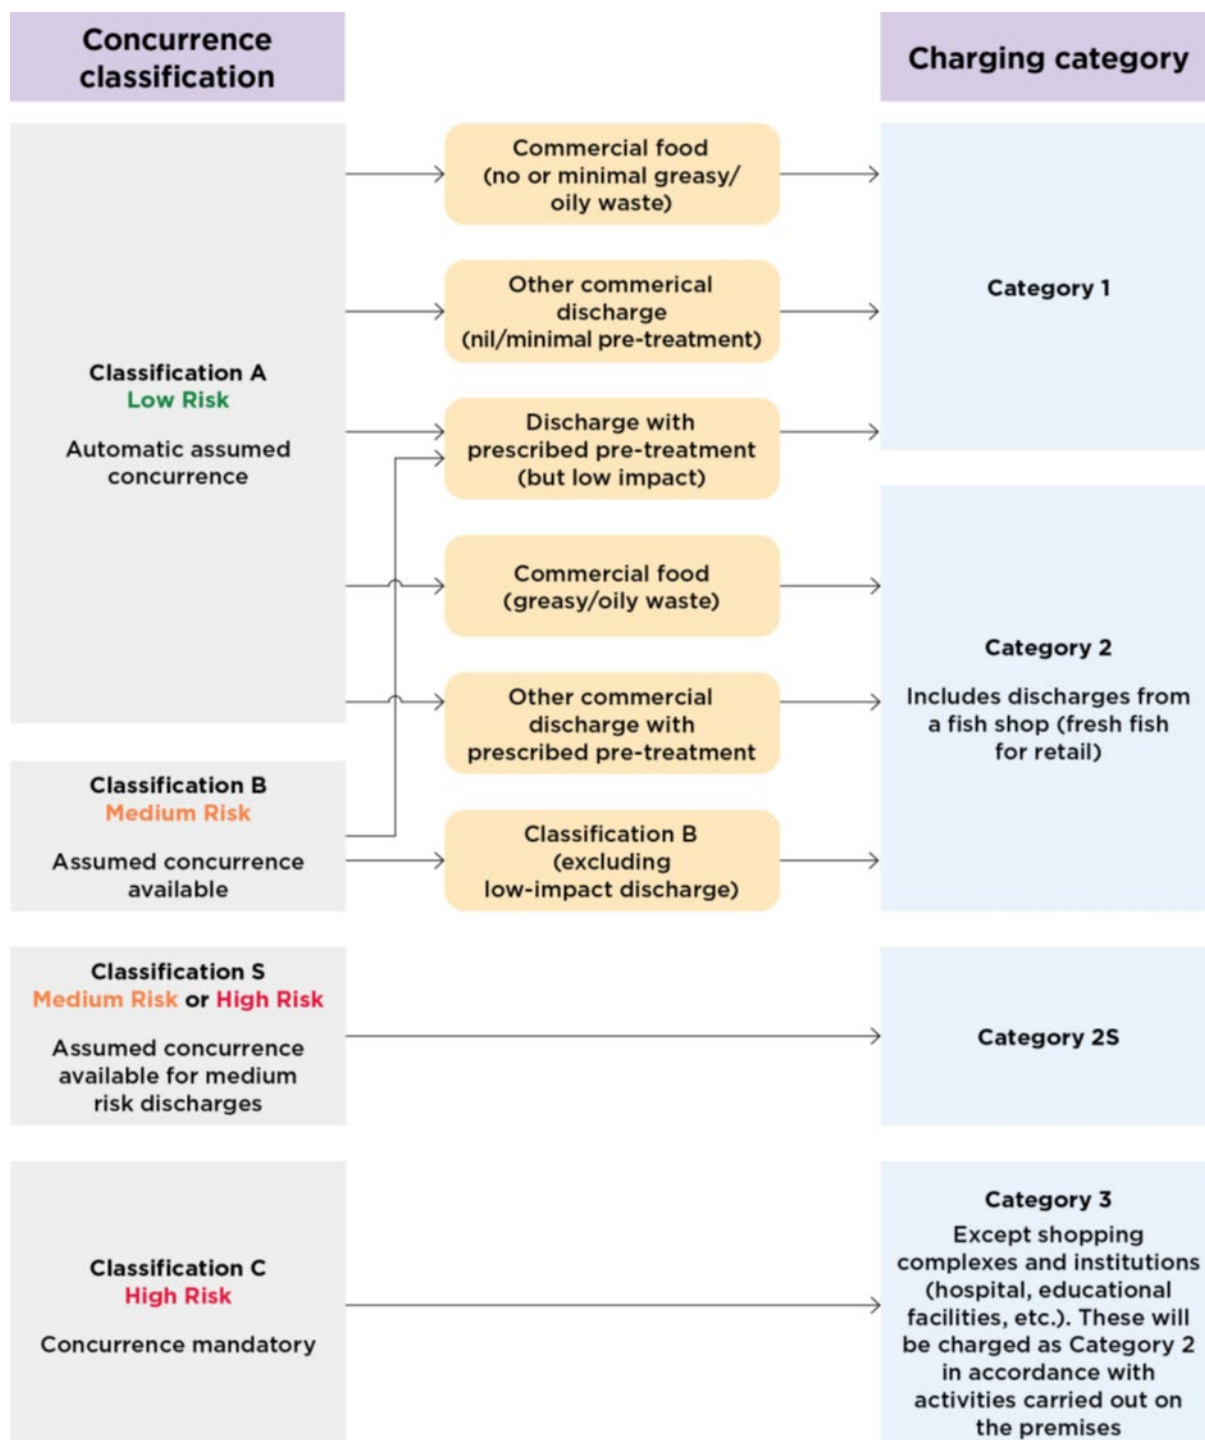 Concurrence
classification
Charging category
Classification A
Low Risk
Automatic assumed
concurrence
Commercial food
(no or minimal greasy/
oily waste)
Other commerical
discharge
(nil/minimal pre-treatment)
Discharge with
prescribed pre-treatment
(but low impact)
Category 1
Commercial food
(greasy/oily waste)
Other commercial
discharge with
prescribed pre-treatment
Category 2
Includes discharges from
a fish shop (fresh fish
for retail)
Classification B
Medium Risk
Assumed concurrence
available
Classification B
(excluding
low-impact discharge)
Classification S
Medium Risk or High Risk
Assumed concurrence
available for medium
risk discharges
Category 2S
Classification C
High Risk
Concurrence mandatory
Category 3
Except shopping
complexes and institutions
(hospital, educational
facilities, etc.). These will
be charged as Category 2
in accordance with
activities carried out on
the premises